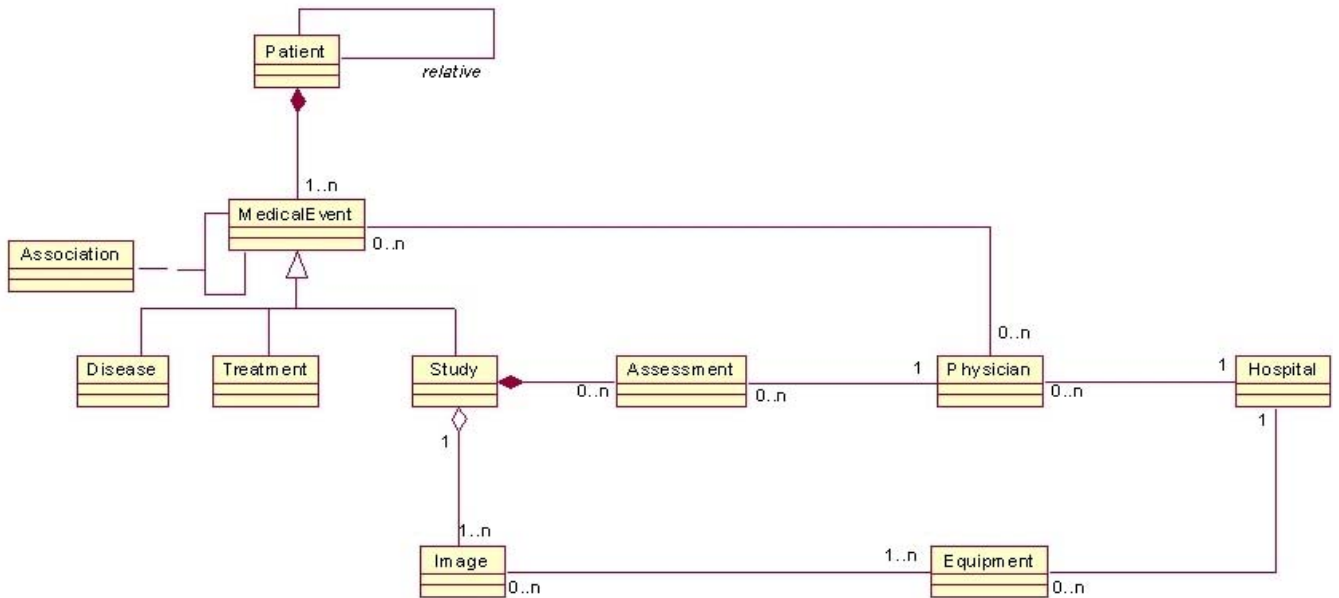 Patient
relative
1..n
MedicalEvent
0..n
Association
0..n
Disease
Treatment
Study
0..n
Assessment
0..n
1
Physician
0..n
1
Hospital
1
1
1..n
Image
0..n
1..n
Equipment
0..n